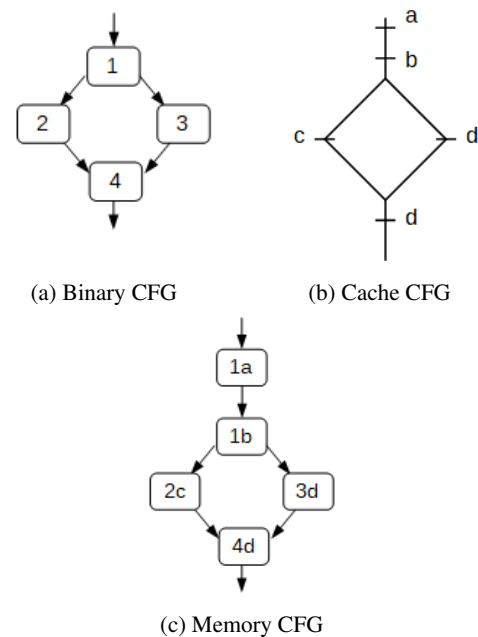 1
2
3
4
(a) Binary CFG
a
b
c
d
d
(b) Cache CFG
1a
1b
2c
3d
4d
(c) Memory CFG